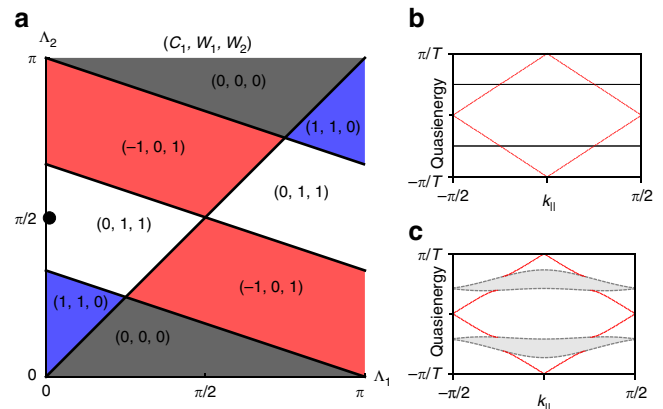 a
Λ2
(C1, W1, W2)
π
(0, 0, 0)
(1, 1, 0)
(–1, 0, 1)
(0, 1, 1)
π/2
(0, 1, 1)
(–1, 0, 1)
(1, 1, 0)
(0, 0, 0)
0
0
π/2
π
Λ1
b
π/T
Quasienergy
–π/T
–π/2
k||
π/2
c
π/T
Quasienergy
–π/T
–π/2
k||
π/2